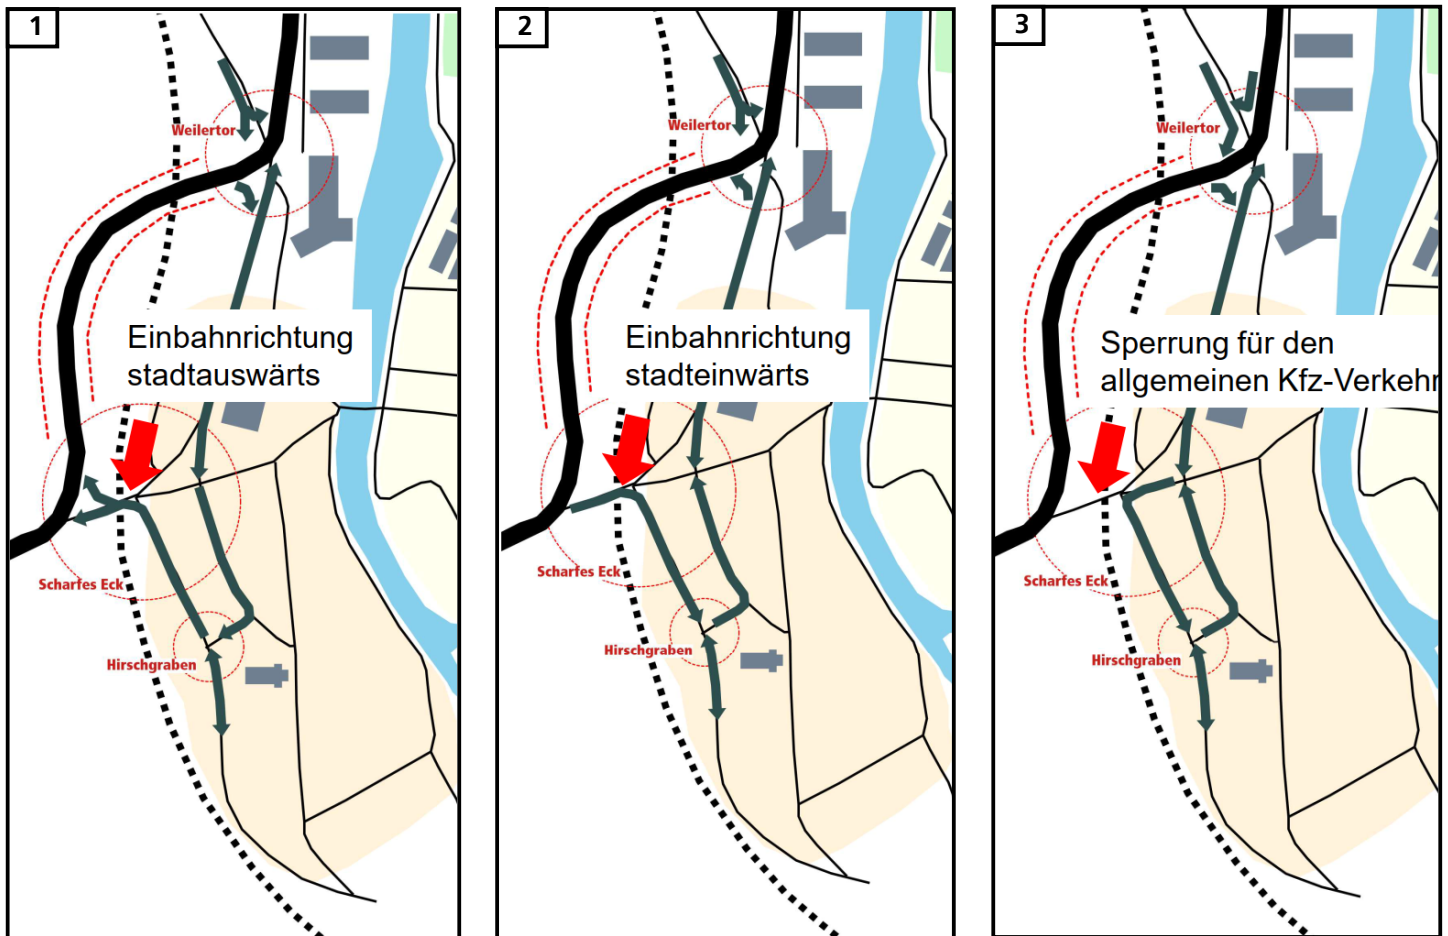 1
Weilertor
Einbahnrichtung
stadtauswärts
Scharfes Eck
Hirschgraben
2
Weilertor
Einbahnrichtung
stadteinwärts
Scharfes Eck
Hirschgraben
3
Weilertor
Sperrung für den
allgemeinen Kfz-Verkehr
Scharfes Eck
Hirschgraben